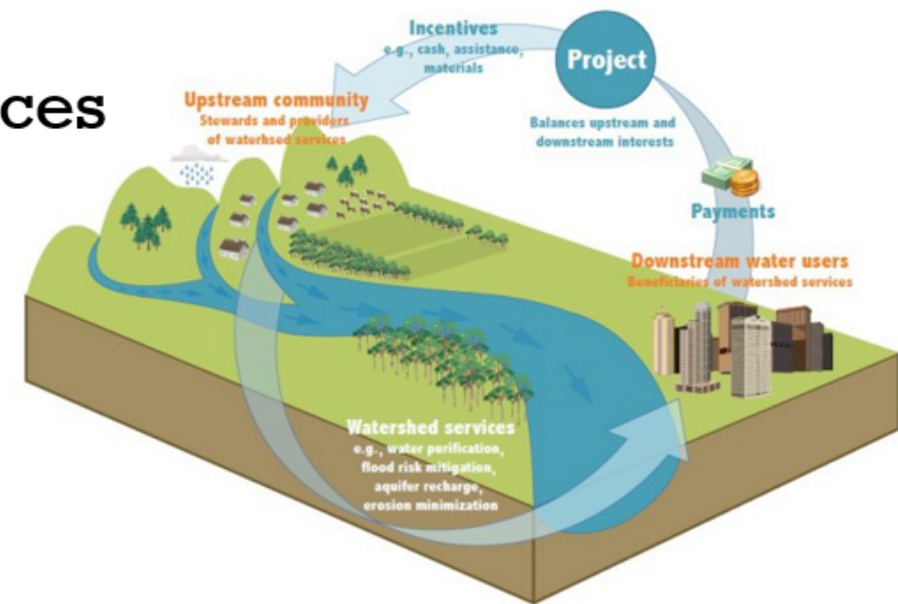 ces
Incentives
e.g., cash, assistance,
materials
Project
Upstream community
Stewards and providers
of waterhsed services
Balances upstream and
downstream interests
Payments
Downstream water users
Beneficiaries of watershed services
Watershed services
e.g., water purification,
flood risk mitigation,
aquifer recharge,
erosion minimization